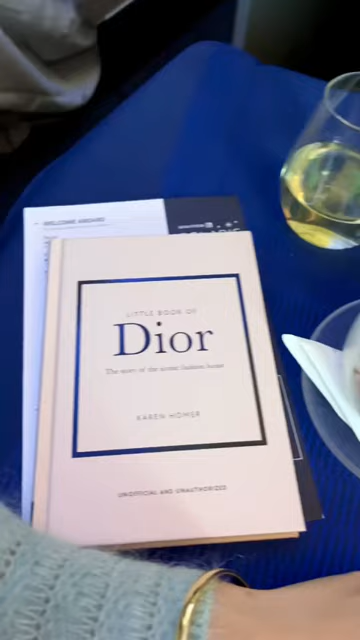 WELCOME ABOARD
LITTLE BOOK OF
Dior
The story of the iconic fashion house
KAREN HOMER
UNOFFICIAL AND UNAUTHORIZED